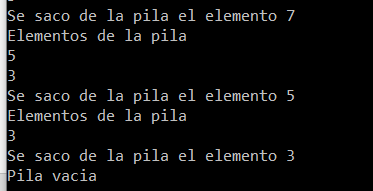 Se saco de la pila el elemento 7
Elementos de la pila
5
3
Se saco de la pila el elemento 5
Elementos de la pila
3
Se saco de la pila el elemento 3
Pila vacia